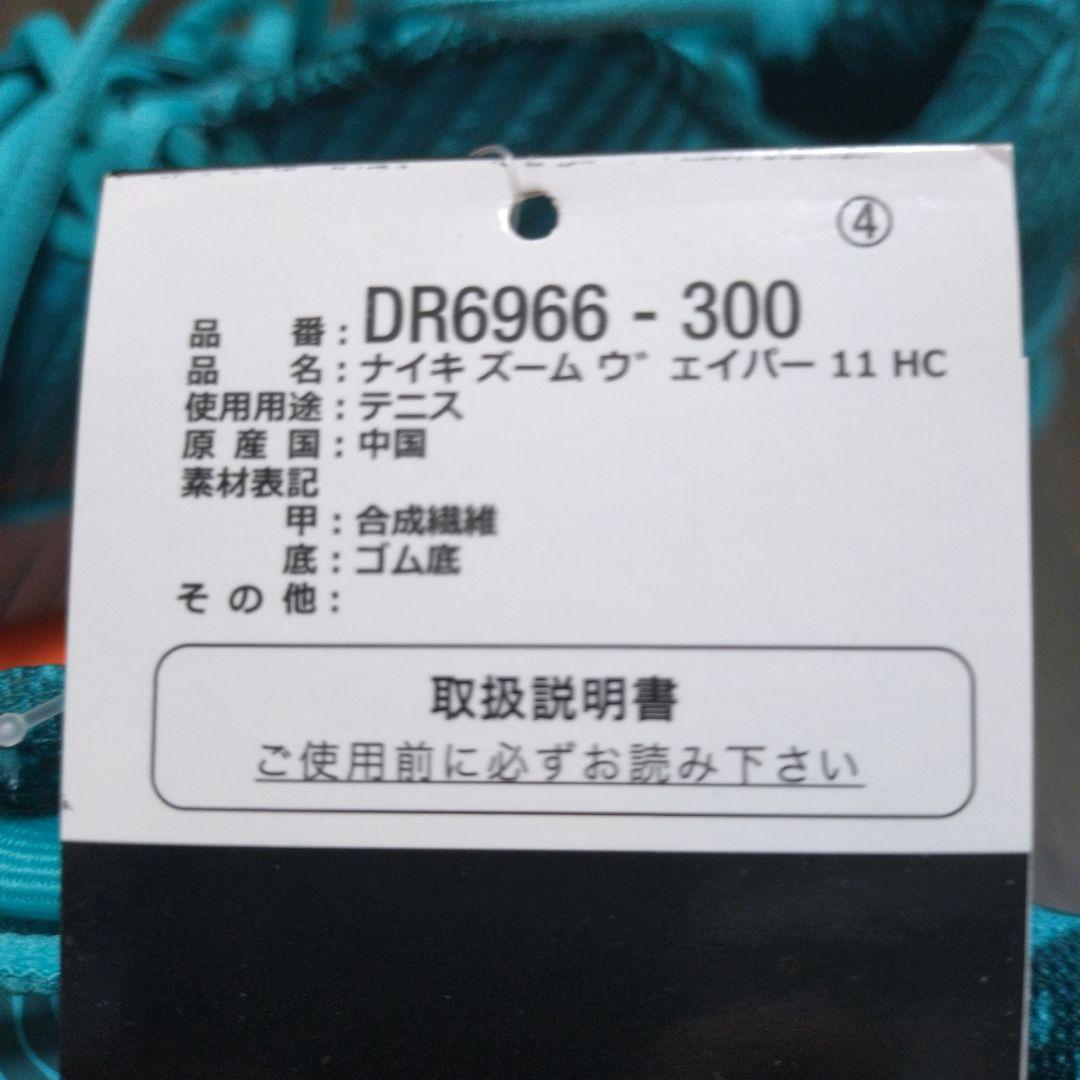 ④
品 番：DR6966 - 300
品 名：ナイキ ズーム ヴェイパー 11 HC
使用用途：テニス
原 産 国：中国
素材表記
甲：合成繊維
底：ゴム底
そ の 他：
取扱説明書
ご使用前に必ずお読み下さい